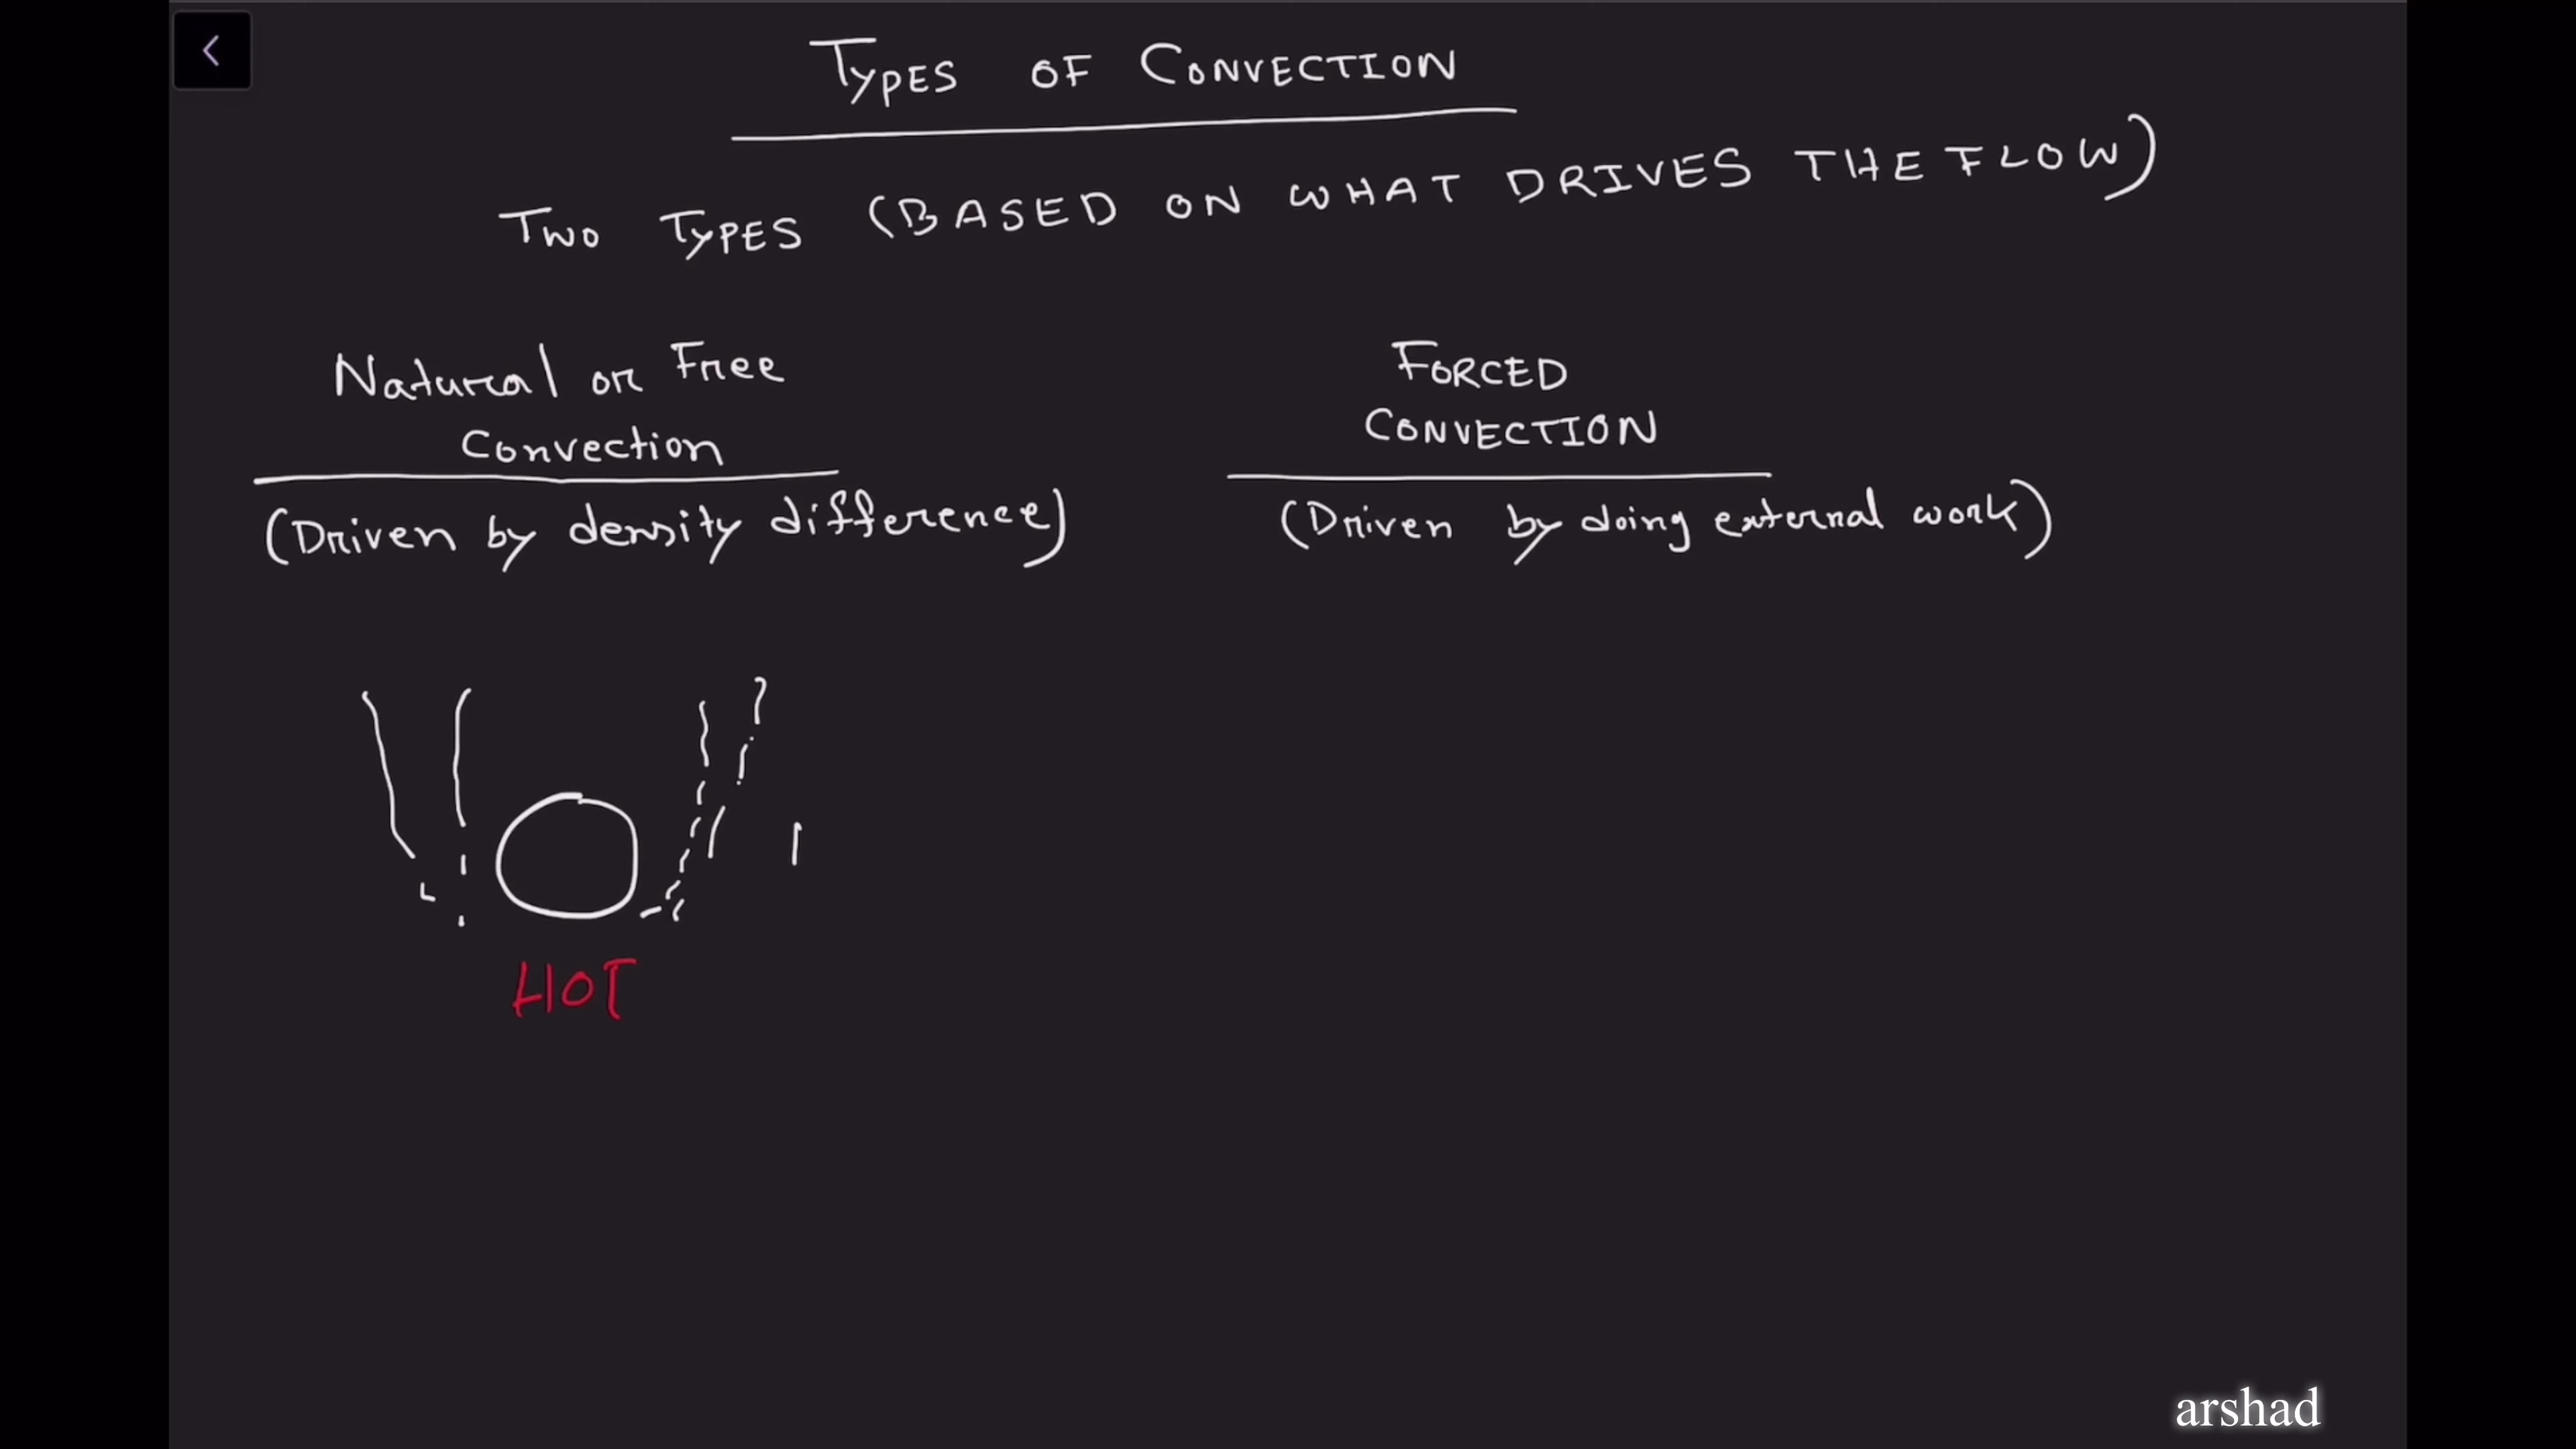 TYPES OF CONVECTION
TWO TYPES (BASED ON WHAT DRIVES THE FLOW)
Natural or Free
Convection
(Driven by density difference)
FORCED
CONVECTION
(Driven by doing external work)
HOT
arshad